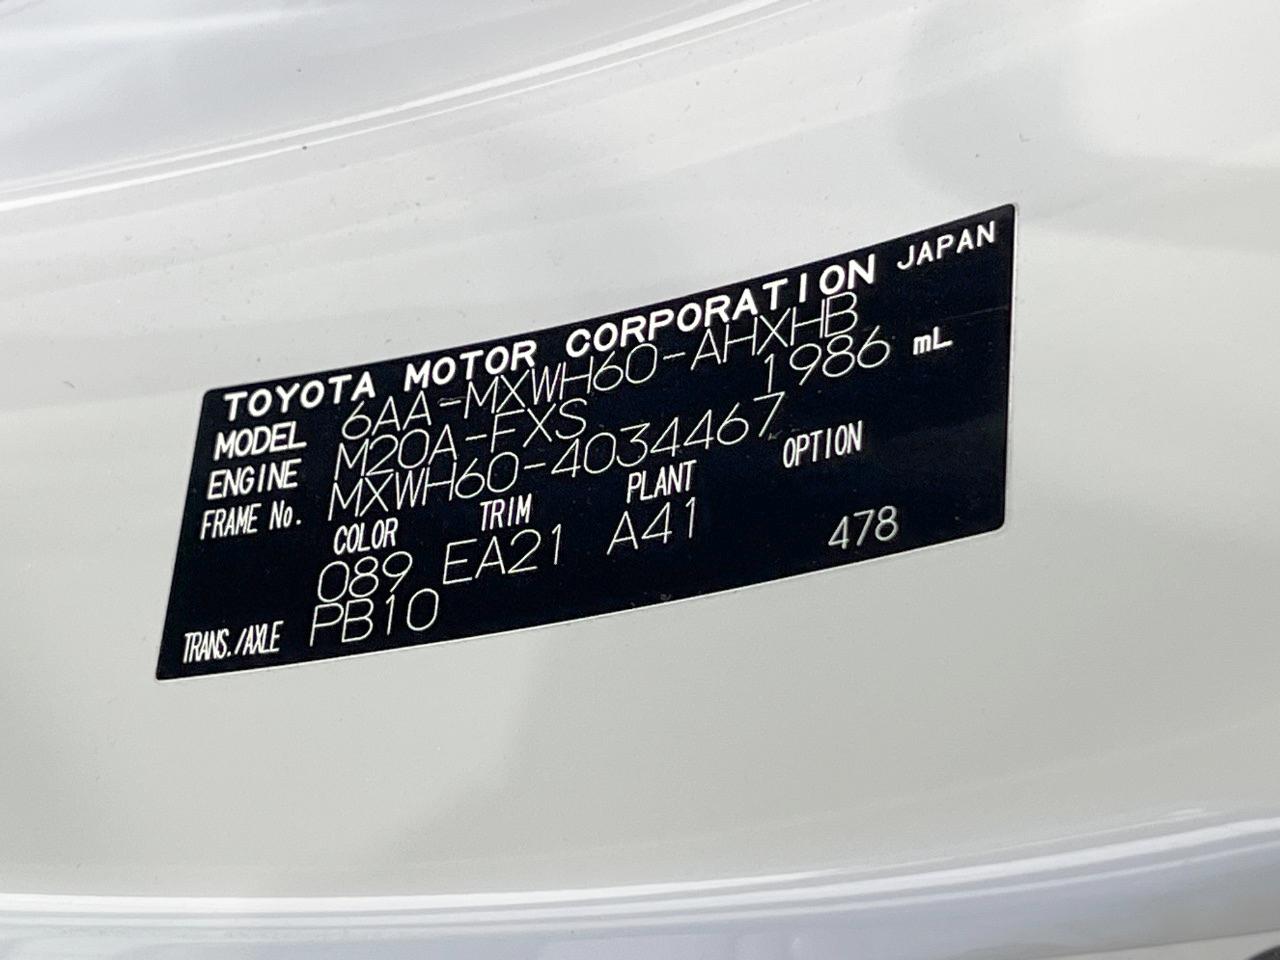 TOYOTA MOTOR CORPORATION JAPAN
MODEL 6AA-MXWH60-AHXHB
ENGINE M20A-FXS 1986 mL
FRAME No. MXWH60-4034467
COLOR TRIM PLANT OPTION
089 EA21 A41 478
TRANS./AXLE PB10